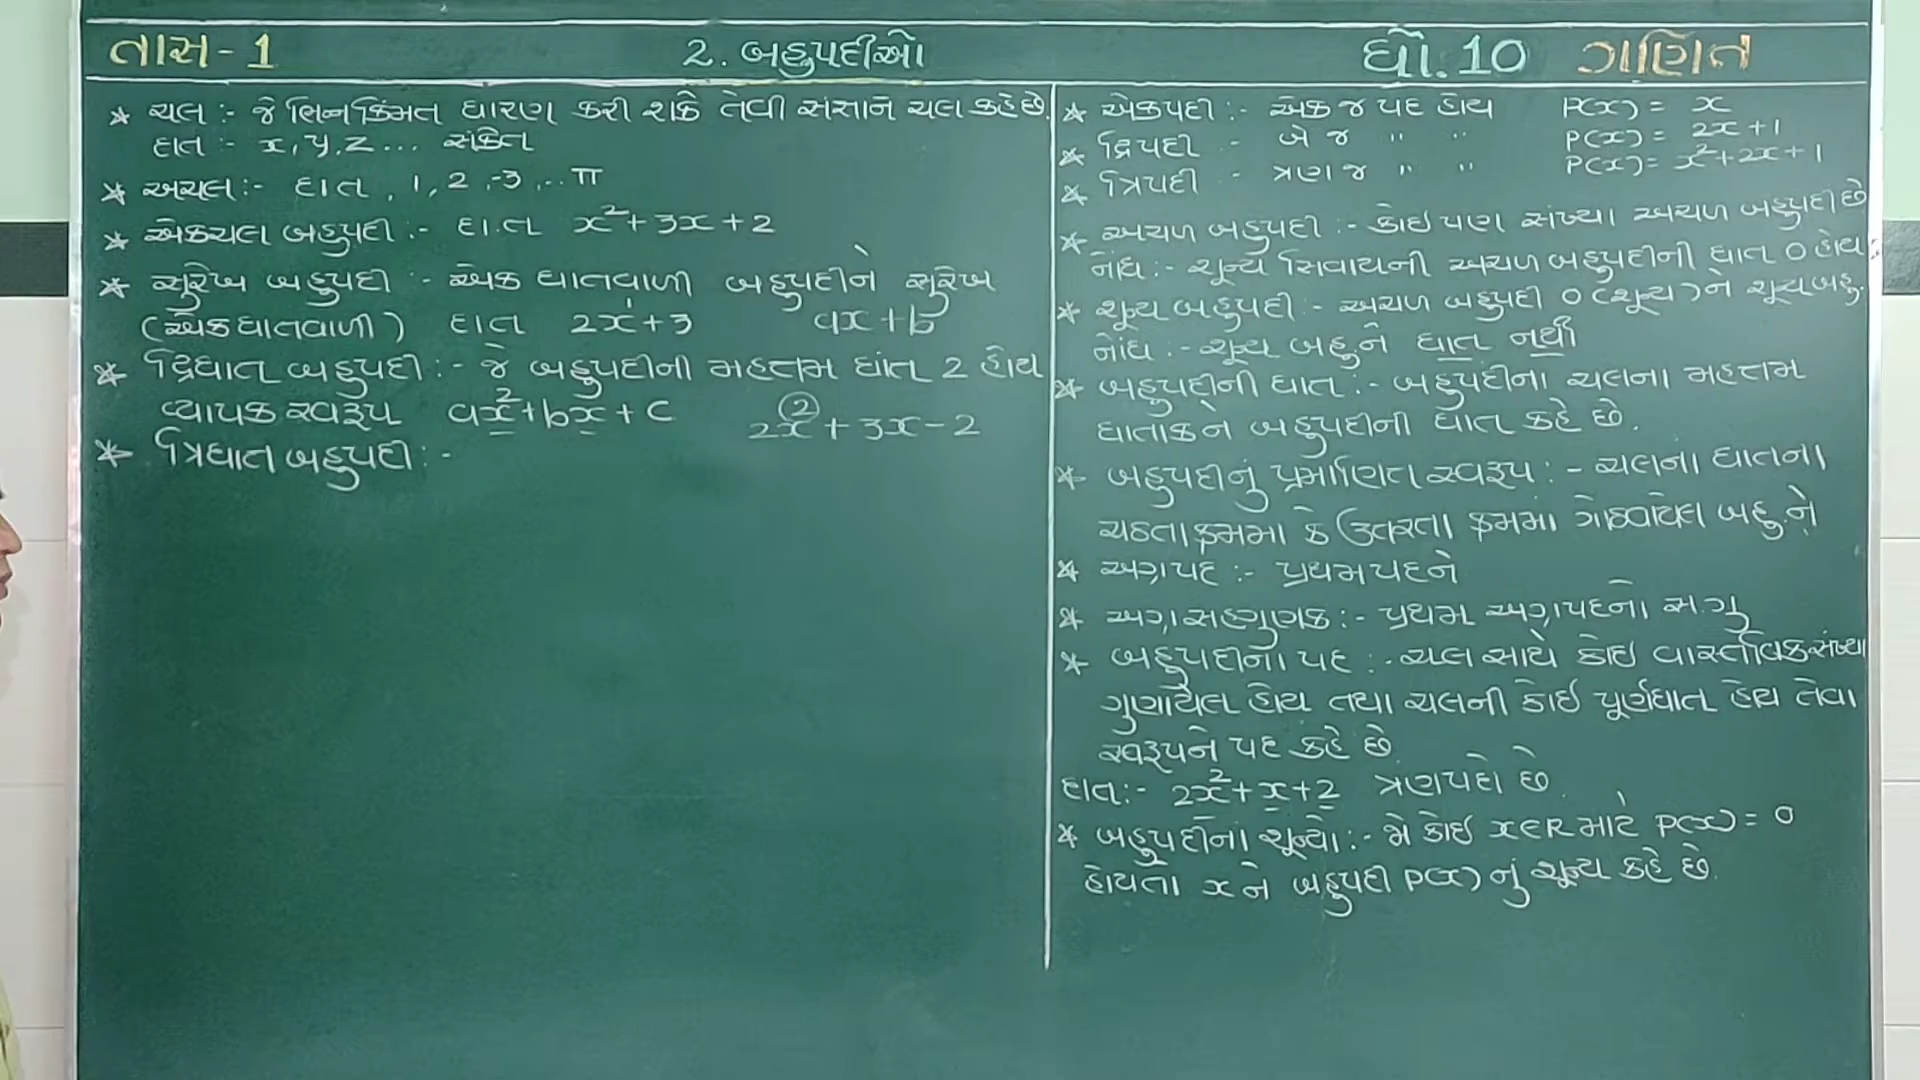 તાસ - 1
2. બહુપદીઓ
ધો. 10 ગણિત
* ચલ :- જે ભિન્ન કિંમત ધારણ કરી શકે તેવી સંજ્ઞાને ચલ કહે છે.
દા.ત :- x, y, z ... સંકેત
* અચલ :- દા.ત , 1, 2, -3, .. π
* એકચલ બહુપદી :- દા.ત x²+3x+2
* સુરેખ બહુપદી :- એક ઘાતવાળી બહુપદીને સુરેખ
(એક ઘાતવાળી) દા.ત 2x¹+3 ax+b
* દ્વિઘાત બહુપદી :- જે બહુપદીની મહત્તમ ઘાત 2 હોય
વ્યાપક સ્વરૂપ ax²+bx+c 2x²+3x-2
* ત્રિઘાત બહુપદી :-
* એકપદી :- એક જ પદ હોય P(x) = x
* દ્વિપદી - બે જ " " P(x) = 2x+1
* ત્રિપદી - ત્રણ જ " " P(x) = x²+2x+1
* અચળ બહુપદી :- કોઇ પણ સંખ્યા અચળ બહુપદી છે
નોંધ :- શૂન્ય સિવાયની અચળ બહુપદીની ઘાત 0 હોય
* શૂન્ય બહુપદી :- અચળ બહુપદી 0 (શૂન્ય) ને શૂન્ય બહુ.
નોંધ :- શૂન્ય બહુ.ને ઘાત નથી
* બહુપદીની ઘાત :- બહુપદીના ચલના મહત્તમ
ઘાતાંકને બહુપદીની ઘાત કહે છે.
* બહુપદીનું પ્રમાણિત સ્વરૂપ :- ચલના ઘાતના
ચઢતા ક્રમમાં કે ઉતરતા ક્રમમાં ગોઠવાયેલ બહુ.ને
* અગ્રપદ :- પ્રથમ પદને
* અગ્ર સહગુણક :- પ્રથમ અગ્રપદનો સ.ગુ
* બહુપદીના પદ :- ચલ સાથે કોઇ વાસ્તવિક સંખ્યા
ગુણાયેલ હોય તથા ચલની કોઇ પૂર્ણઘાત હોય તેવા
સ્વરૂપને પદ કહે છે
દા.ત :- 2x²+x+2 ત્રણ પદો છે.
* બહુપદીના શૂન્યો :- જો કોઇ x∈R માટે P(x) = 0
હોય તો x ને બહુપદી P(x) નું શૂન્ય કહે છે.